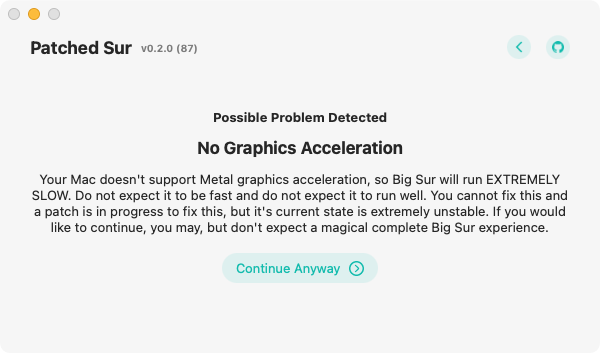 Patched Sur v0.2.0 (87)
Possible Problem Detected
No Graphics Acceleration
Your Mac doesn't support Metal graphics acceleration, so Big Sur will run EXTREMELY
SLOW. Do not expect it to be fast and do not expect it to run well. You cannot fix this and
a patch is in progress to fix this, but it's current state is extremely unstable. If you would
like to continue, you may, but don't expect a magical complete Big Sur experience.
Continue Anyway